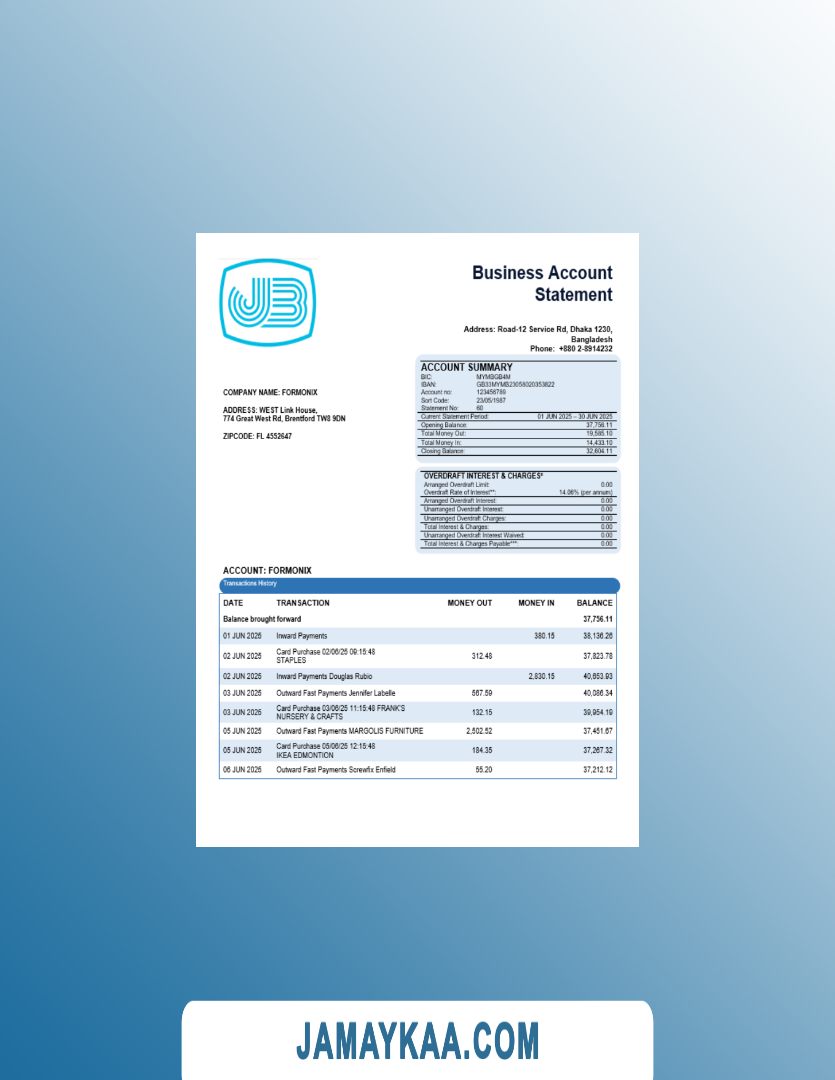 JB
Business Account
Statement
Address: Road-12 Service Rd, Dhaka 1230,
Bangladesh
Phone: +880 2-8914232
ACCOUNT SUMMARY
BIC: MYMBGB4M
IBAN: GB33MYMB23058020353822
Account no: 123456789
Sort Code: 23/05/1987
Statement No: 60
Current Statement Period: 01 JUN 2025 – 30 JUN 2025
Opening Balance: 37,756.11
Total Money Out: 19,585.10
Total Money In: 14,433.10
Closing Balance: 32,604.11
COMPANY NAME: FORMONIX
ADDRESS: WEST Link House,
774 Great West Rd, Brentford TW8 9DN
ZIPCODE: FL 4552647
OVERDRAFT INTEREST & CHARGES*
Arranged Overdraft Limit: 0.00
Overdraft Rate of Interest**: 14.06% (per annum)
Arranged Overdraft Interest: 0.00
Unarranged Overdraft Interest: 0.00
Unarranged Overdraft Charges: 0.00
Total Interest & Charges: 0.00
Unarranged Overdraft Interest Waived: 0.00
Total Interest & Charges Payable***: 0.00
ACCOUNT: FORMONIX
Transactions History
DATE TRANSACTION MONEY OUT MONEY IN BALANCE
Balance brought forward 37,756.11
01 JUN 2025 Inward Payments 380.15 38,136.26
02 JUN 2025 Card Purchase 02/06/25 09:15:48 STAPLES 312.48 37,823.78
02 JUN 2025 Inward Payments Douglas Rubio 2,830.15 40,653.93
03 JUN 2025 Outward Fast Payments Jennifer Labelle 567.59 40,086.34
03 JUN 2025 Card Purchase 03/06/25 11:15:48 FRANK'S NURSERY & CRAFTS 132.15 39,954.19
05 JUN 2025 Outward Fast Payments MARGOLIS FURNITURE 2,502.52 37,451.67
05 JUN 2025 Card Purchase 05/06/25 12:15:48 IKEA EDMONTION 184.35 37,267.32
06 JUN 2025 Outward Fast Payments Screwfix Enfield 55.20 37,212.12
JAMAYKAA.COM